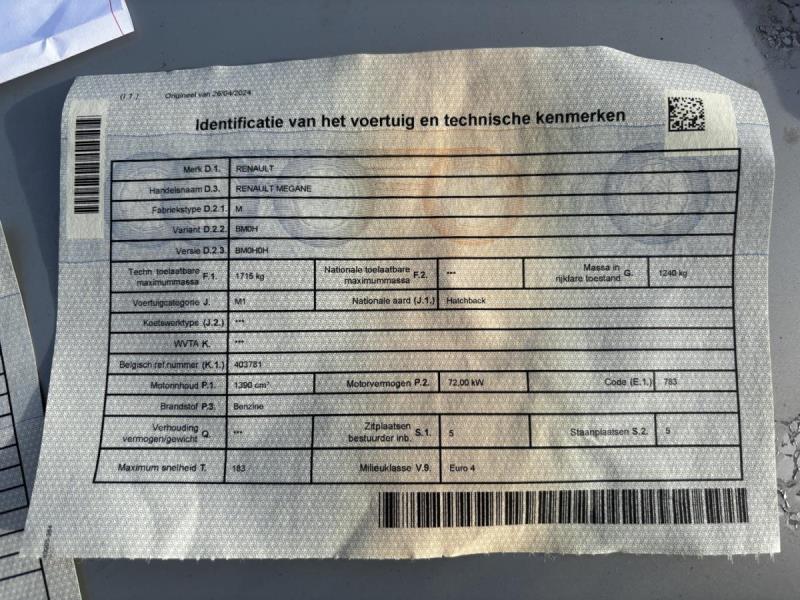 (I.1.) Origineel van 26/04/2024
Identificatie van het voertuig en technische kenmerken
Merk D.1. RENAULT
Handelsnaam D.3. RENAULT MEGANE
Fabriekstype D.2.1. M
Variant D.2.2. BM0H
Versie D.2.3. BM0H0H
Techn. toelaatbare maximummassa F.1. 1715 kg Nationale toelaatbare maximummassa F.2. *** Massa in rijklare toestand G. 1240 kg
Voertuigcategorie J. M1 Nationale aard (J.1.) Hatchback
Koetswerktype (J.2.) ***
WVTA K. ***
Belgisch ref.nummer (K.1.) 403781
Motorinhoud P.1. 1390 cm³ Motorvermogen P.2. 72,00 kW Code (E.1.) 783
Brandstof P.3. Benzine
Verhouding vermogen/gewicht Q. *** Zitplaatsen bestuurder inb. S.1. 5 Staanplaatsen S.2. 5
Maximum snelheid T. 183 Milieuklasse V.9. Euro 4